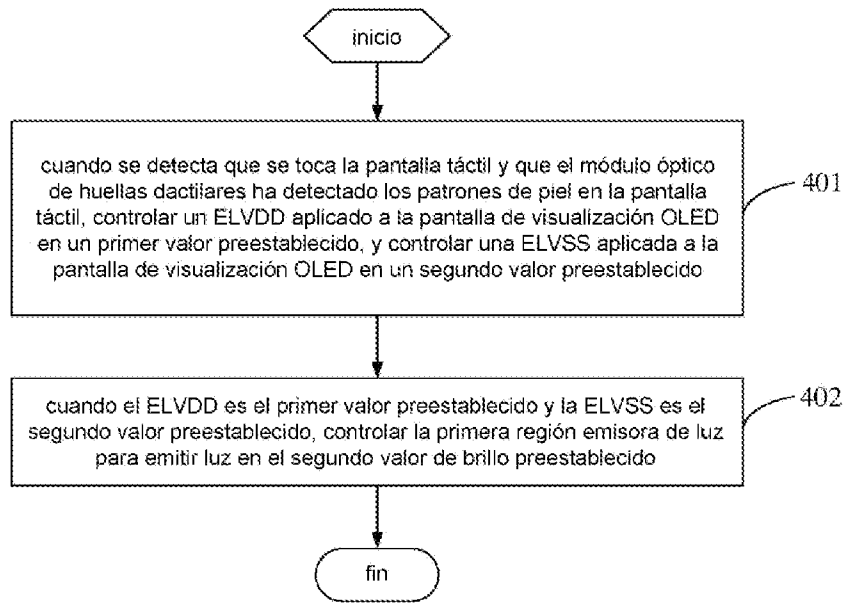 inicio
cuando se detecta que se toca la pantalla táctil y que el módulo óptico
de huellas dactilares ha detectado los patrones de piel en la pantalla
táctil, controlar un ELVDD aplicado a la pantalla de visualización OLED
en un primer valor preestablecido, y controlar una ELVSS aplicada a la
pantalla de visualización OLED en un segundo valor preestablecido
401
cuando el ELVDD es el primer valor preestablecido y la ELVSS es el
segundo valor preestablecido, controlar la primera región emisora de luz
para emitir luz en el segundo valor de brillo preestablecido
402
fin